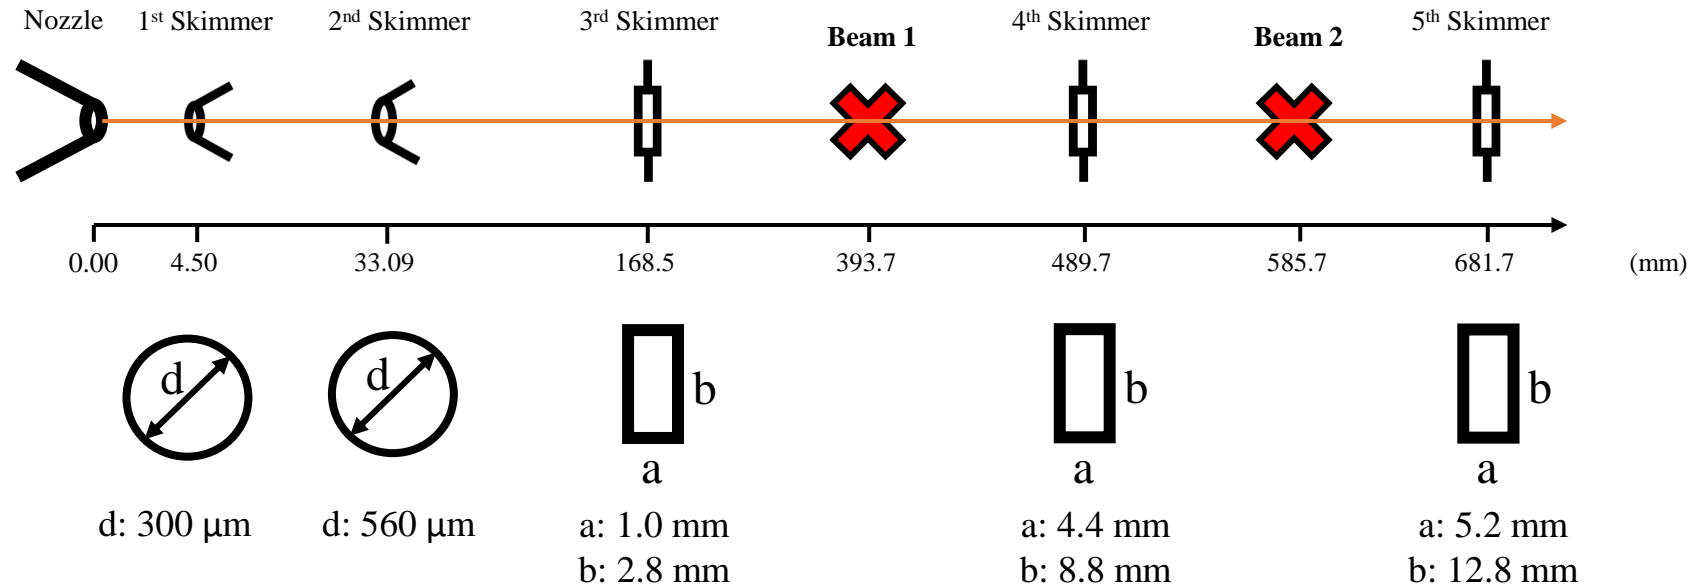 Nozzle 1st Skimmer 2nd Skimmer 3rd Skimmer Beam 1 4th Skimmer Beam 2 5th Skimmer
0.00 4.50 33.09 168.5 393.7 489.7 585.7 681.7 (mm)
d d b b b
a a a
d: 300 μm d: 560 μm a: 1.0 mm a: 4.4 mm a: 5.2 mm
b: 2.8 mm b: 8.8 mm b: 12.8 mm